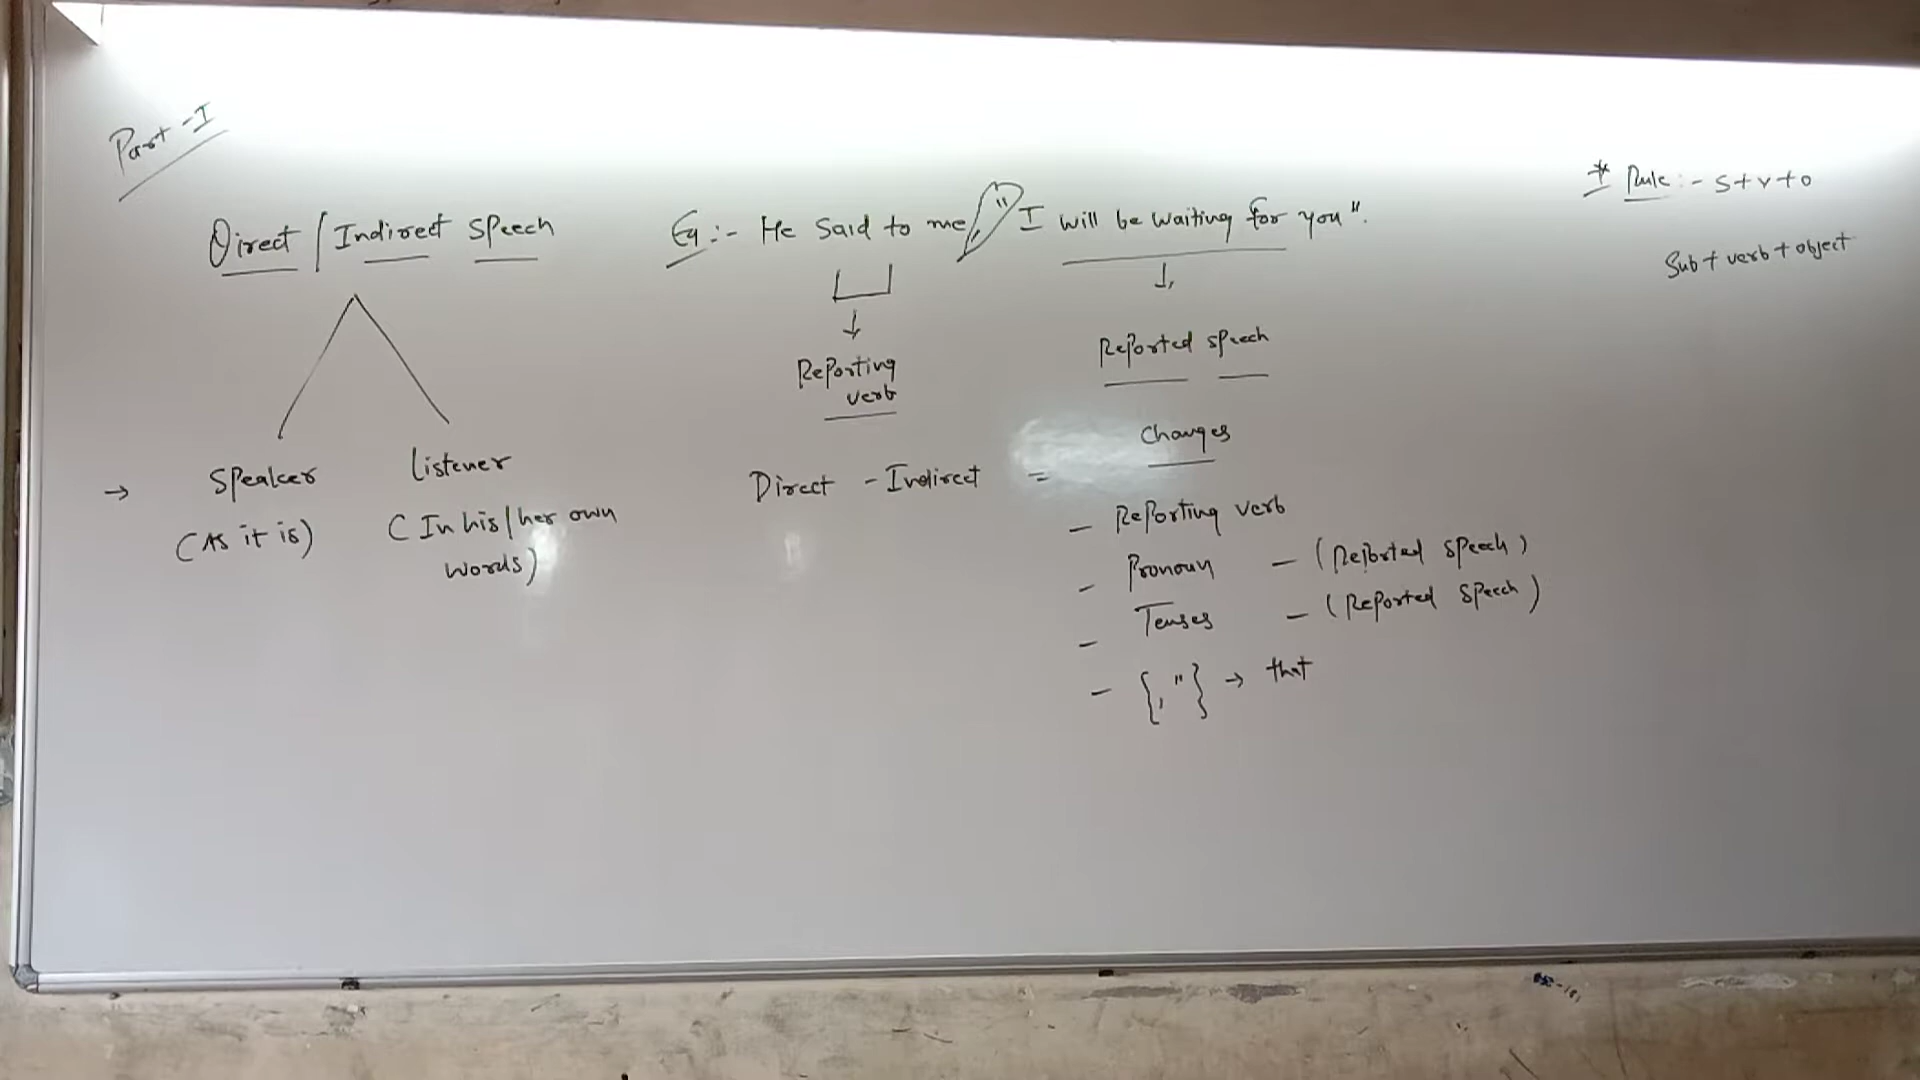 Part-I
Direct / Indirect Speech
Eg :- He said to me, "I will be waiting for you".
* Rule :- S+V+O
Sub + verb + object
Reporting
verb
Reported speech
Speaker
Listener
→ (As it is)
( In his/her own
words)
Direct - Indirect =
Changes
- Reporting verb
- Pronoun - (Reported speech)
- Tenses - (Reported speech)
- {,"} → that